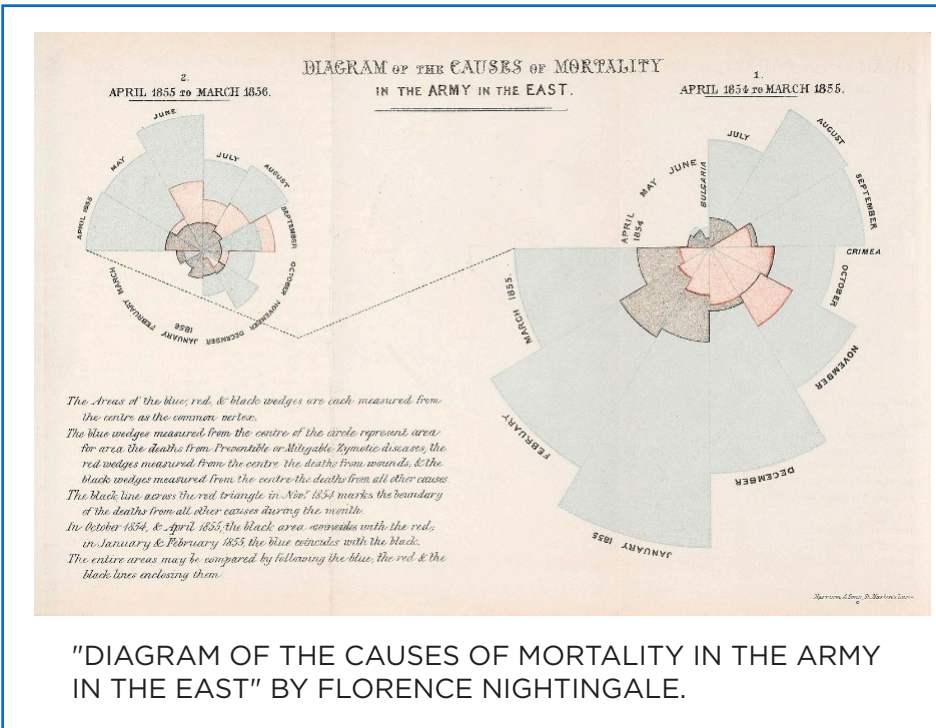 DIAGRAM OF THE CAUSES OF MORTALITY
IN THE ARMY IN THE EAST.
2.
APRIL 1855 TO MARCH 1856.
1.
APRIL 1854 TO MARCH 1855.
APRIL 1855
MAY
JUNE
JULY
AUGUST
SEPTEMBER
OCTOBER
NOVEMBER
DECEMBER
JANUARY 1856
FEBRUARY
MARCH
APRIL 1854
MAY
JUNE
BULGARIA
JULY
AUGUST
SEPTEMBER
CRIMEA
OCTOBER
NOVEMBER
DECEMBER
JANUARY 1855
FEBRUARY
MARCH 1855.
The Areas of the blue, red, & black wedges are each measured from
the centre as the common vertex.
The blue wedges measured from the centre of the circle represent area
for area the deaths from Preventible or Mitigable Zymotic diseases, the
red wedges measured from the centre the deaths from wounds, & the
black wedges measured from the centre the deaths from all other causes.
The black line across the red triangle in Nov.r 1854 marks the boundary
of the deaths from all other causes during the month.
In October 1854, & April 1855, the black area coincides with the red,
in January & February 1855, the blue coincides with the black.
The entire areas may be compared by following the blue, the red & the
black lines enclosing them.
Harrison & Sons, St. Martins Lane
"DIAGRAM OF THE CAUSES OF MORTALITY IN THE ARMY
IN THE EAST" BY FLORENCE NIGHTINGALE.